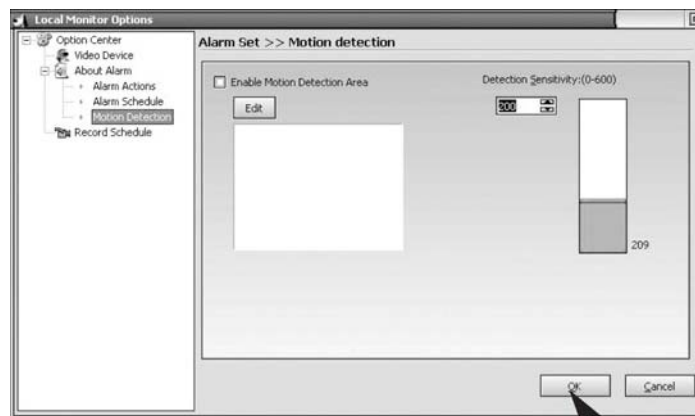 Local Monitor Options
Option Center
Video Device
About Alarm
Alarm Actions
Alarm Schedule
Motion Detection
Record Schedule
Alarm Set >> Motion detection
Enable Motion Detection Area
Edit
Detection Sensitivity:(0-600)
200
209
OK
Cancel